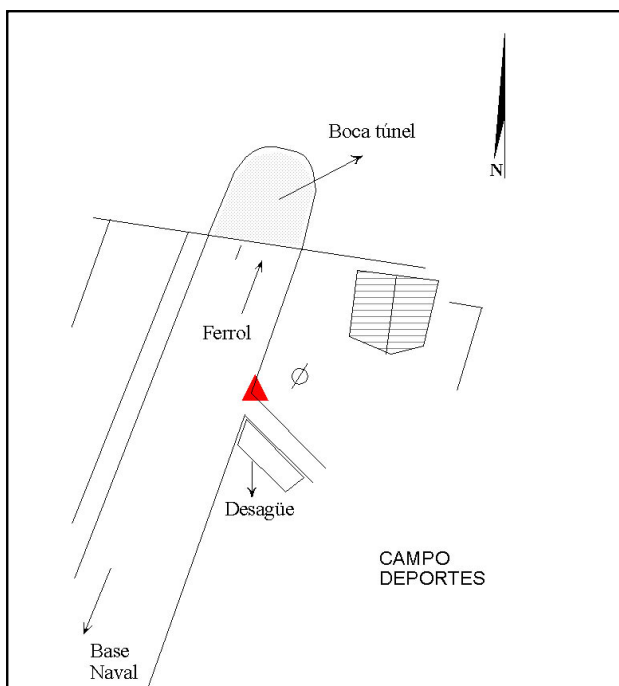 Boca túnel
N
Ferrol
Desagüe
CAMPO
DEPORTES
Base
Naval